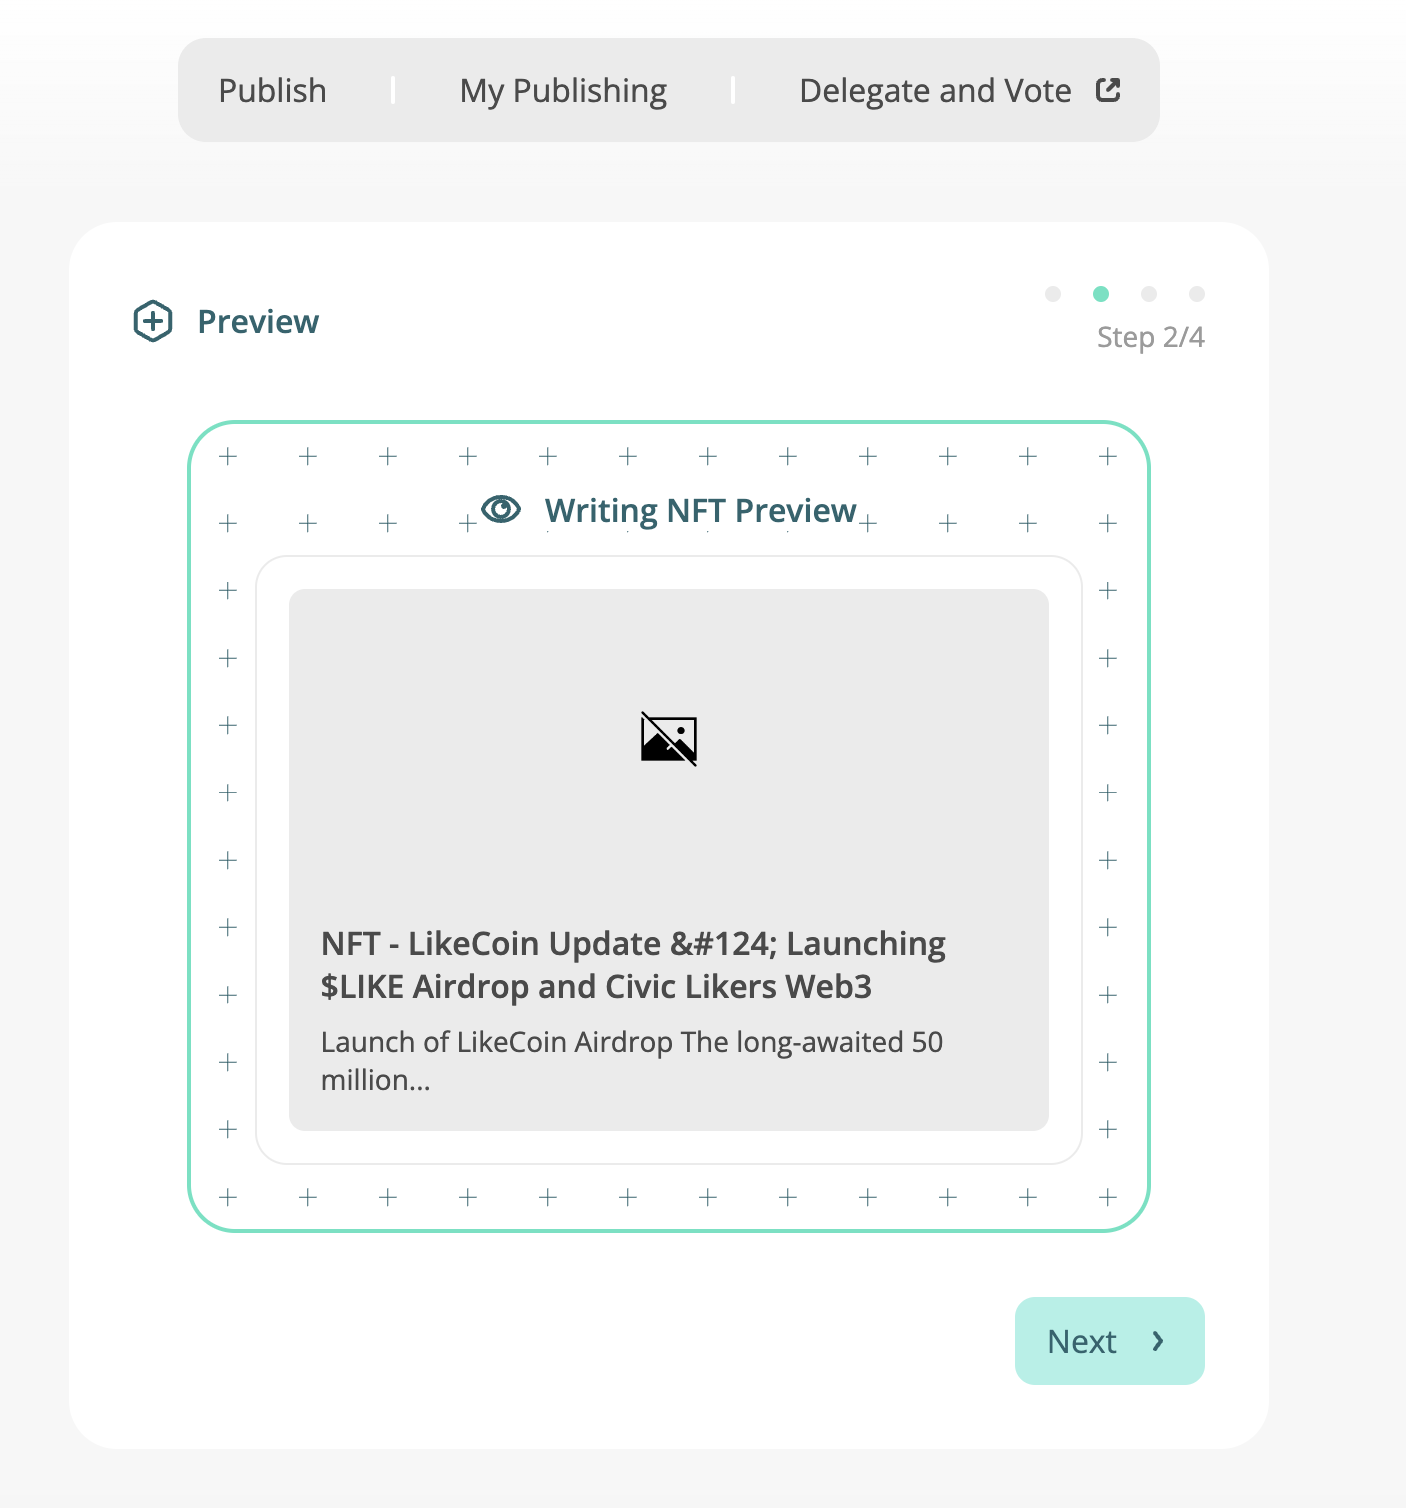 Publish
My Publishing
Delegate and Vote
Preview
Step 2/4
Writing NFT Preview
NFT - LikeCoin Update &#124; Launching
$LIKE Airdrop and Civic Likers Web3
Launch of LikeCoin Airdrop The long-awaited 50
million...
Next